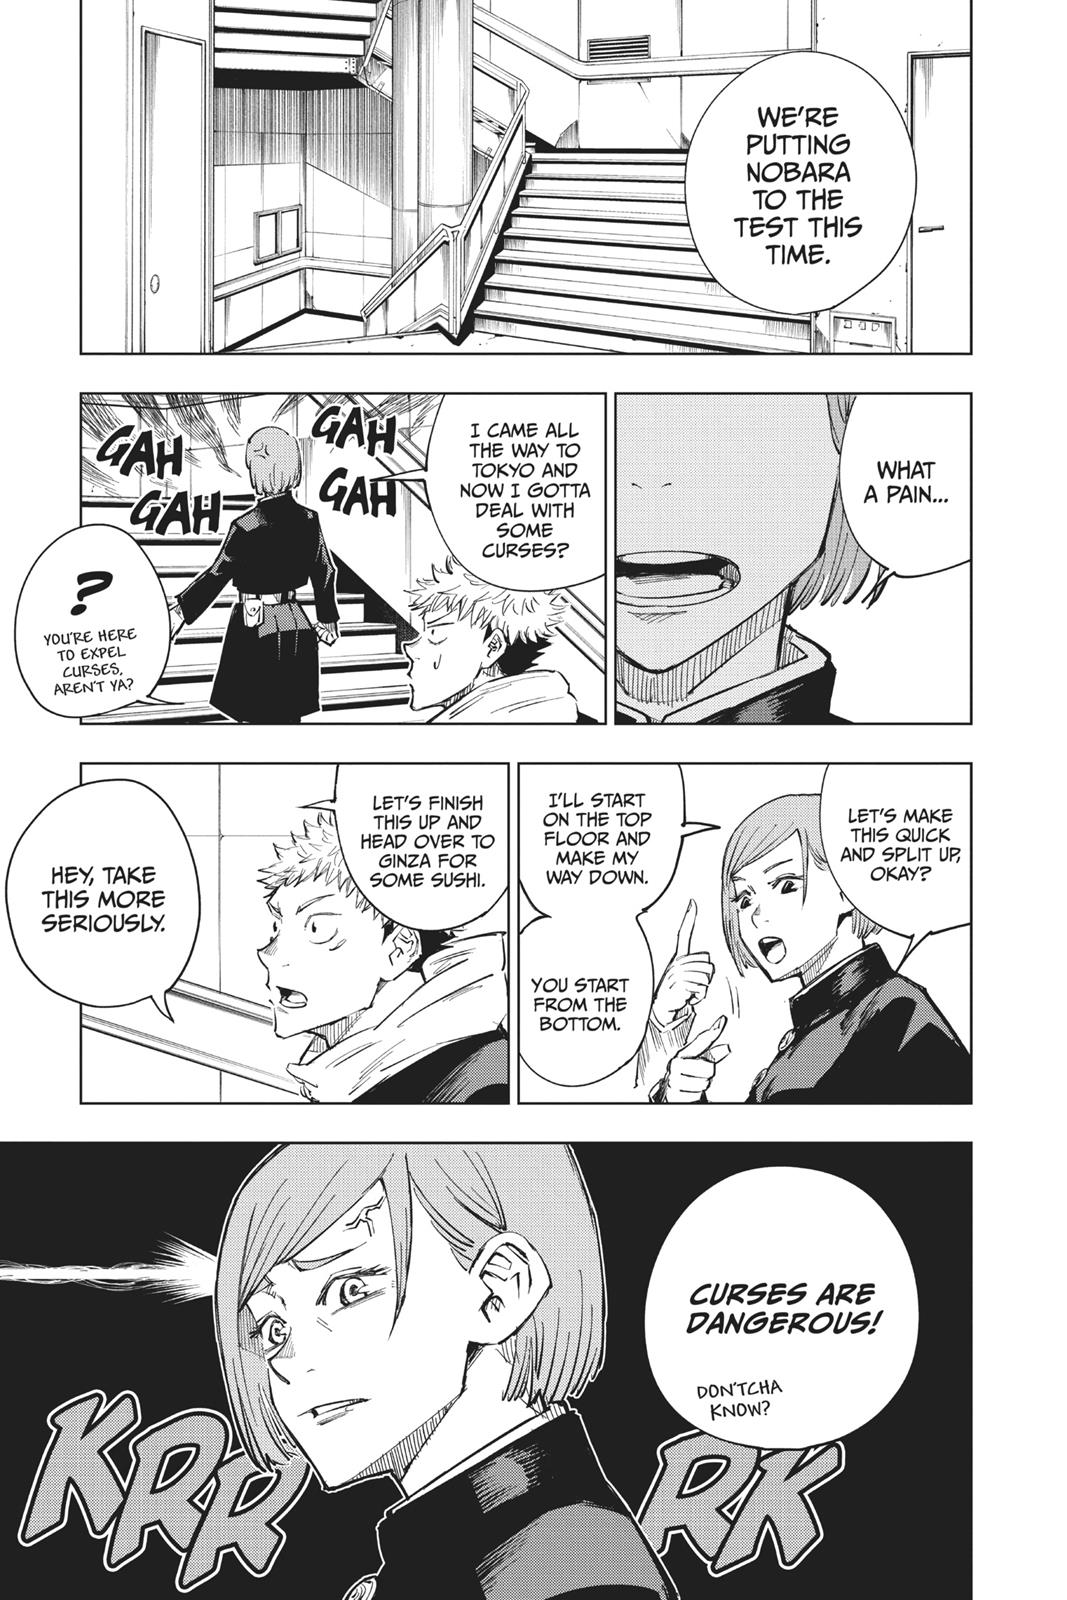 WE'RE
PUTTING
NOBARA
TO THE
TEST THIS
TIME.
WHAT
A PAIN...
I CAME ALL
THE WAY TO
TOKYO AND
NOW I GOTTA
DEAL WITH
SOME
CURSES?
GAH
GAH
GAH
GAH
?
YOU'RE HERE
TO EXPEL
CURSES,
AREN'T YA?
LET'S MAKE
THIS QUICK
AND SPLIT UP,
OKAY?
I'LL START
ON THE TOP
FLOOR AND
MAKE MY
WAY DOWN.
YOU START
FROM THE
BOTTOM.
LET'S FINISH
THIS UP AND
HEAD OVER TO
GINZA FOR
SOME SUSHI.
HEY, TAKE
THIS MORE
SERIOUSLY.
CURSES ARE
DANGEROUS!
DON'TCHA
KNOW?
KRRRK